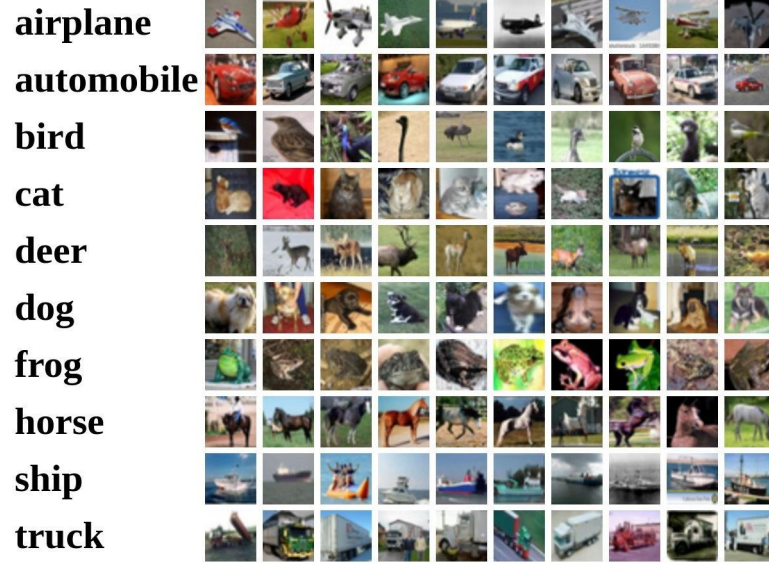 airplane
automobile
bird
cat
deer
dog
frog
horse
ship
truck